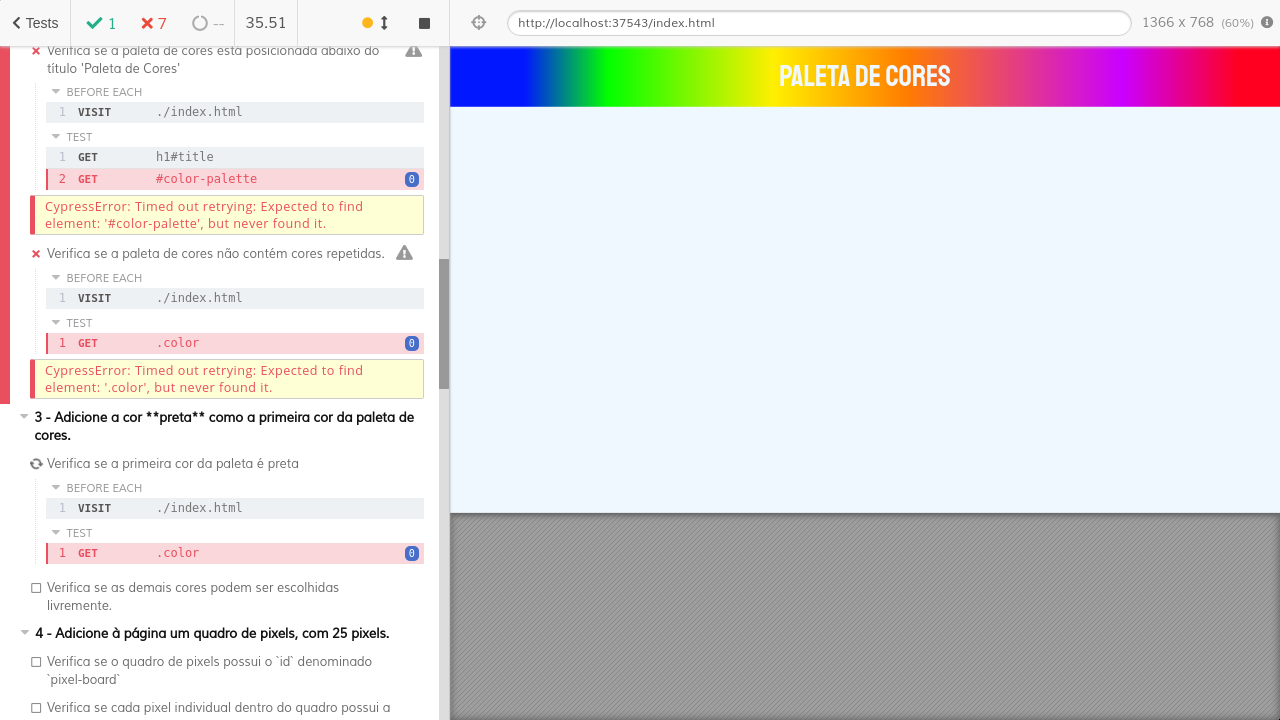 Tests
1
7
--
35.51
http://localhost:37543/index.html
1366 x 768 (60%)
Verifica se a paleta de cores está posicionada abaixo do
título 'Paleta de Cores'
BEFORE EACH
1 VISIT ./index.html
TEST
1 GET h1#title
2 GET #color-palette 0
CypressError: Timed out retrying: Expected to find
element: '#color-palette', but never found it.
Verifica se a paleta de cores não contém cores repetidas.
BEFORE EACH
1 VISIT ./index.html
TEST
1 GET .color 0
CypressError: Timed out retrying: Expected to find
element: '.color', but never found it.
3 - Adicione a cor **preta** como a primeira cor da paleta de
cores.
Verifica se a primeira cor da paleta é preta
BEFORE EACH
1 VISIT ./index.html
TEST
1 GET .color 0
Verifica se as demais cores podem ser escolhidas
livremente.
4 - Adicione à página um quadro de pixels, com 25 pixels.
Verifica se o quadro de pixels possui o `id` denominado
`pixel-board`
Verifica se cada pixel individual dentro do quadro possui a
PALETA DE CORES